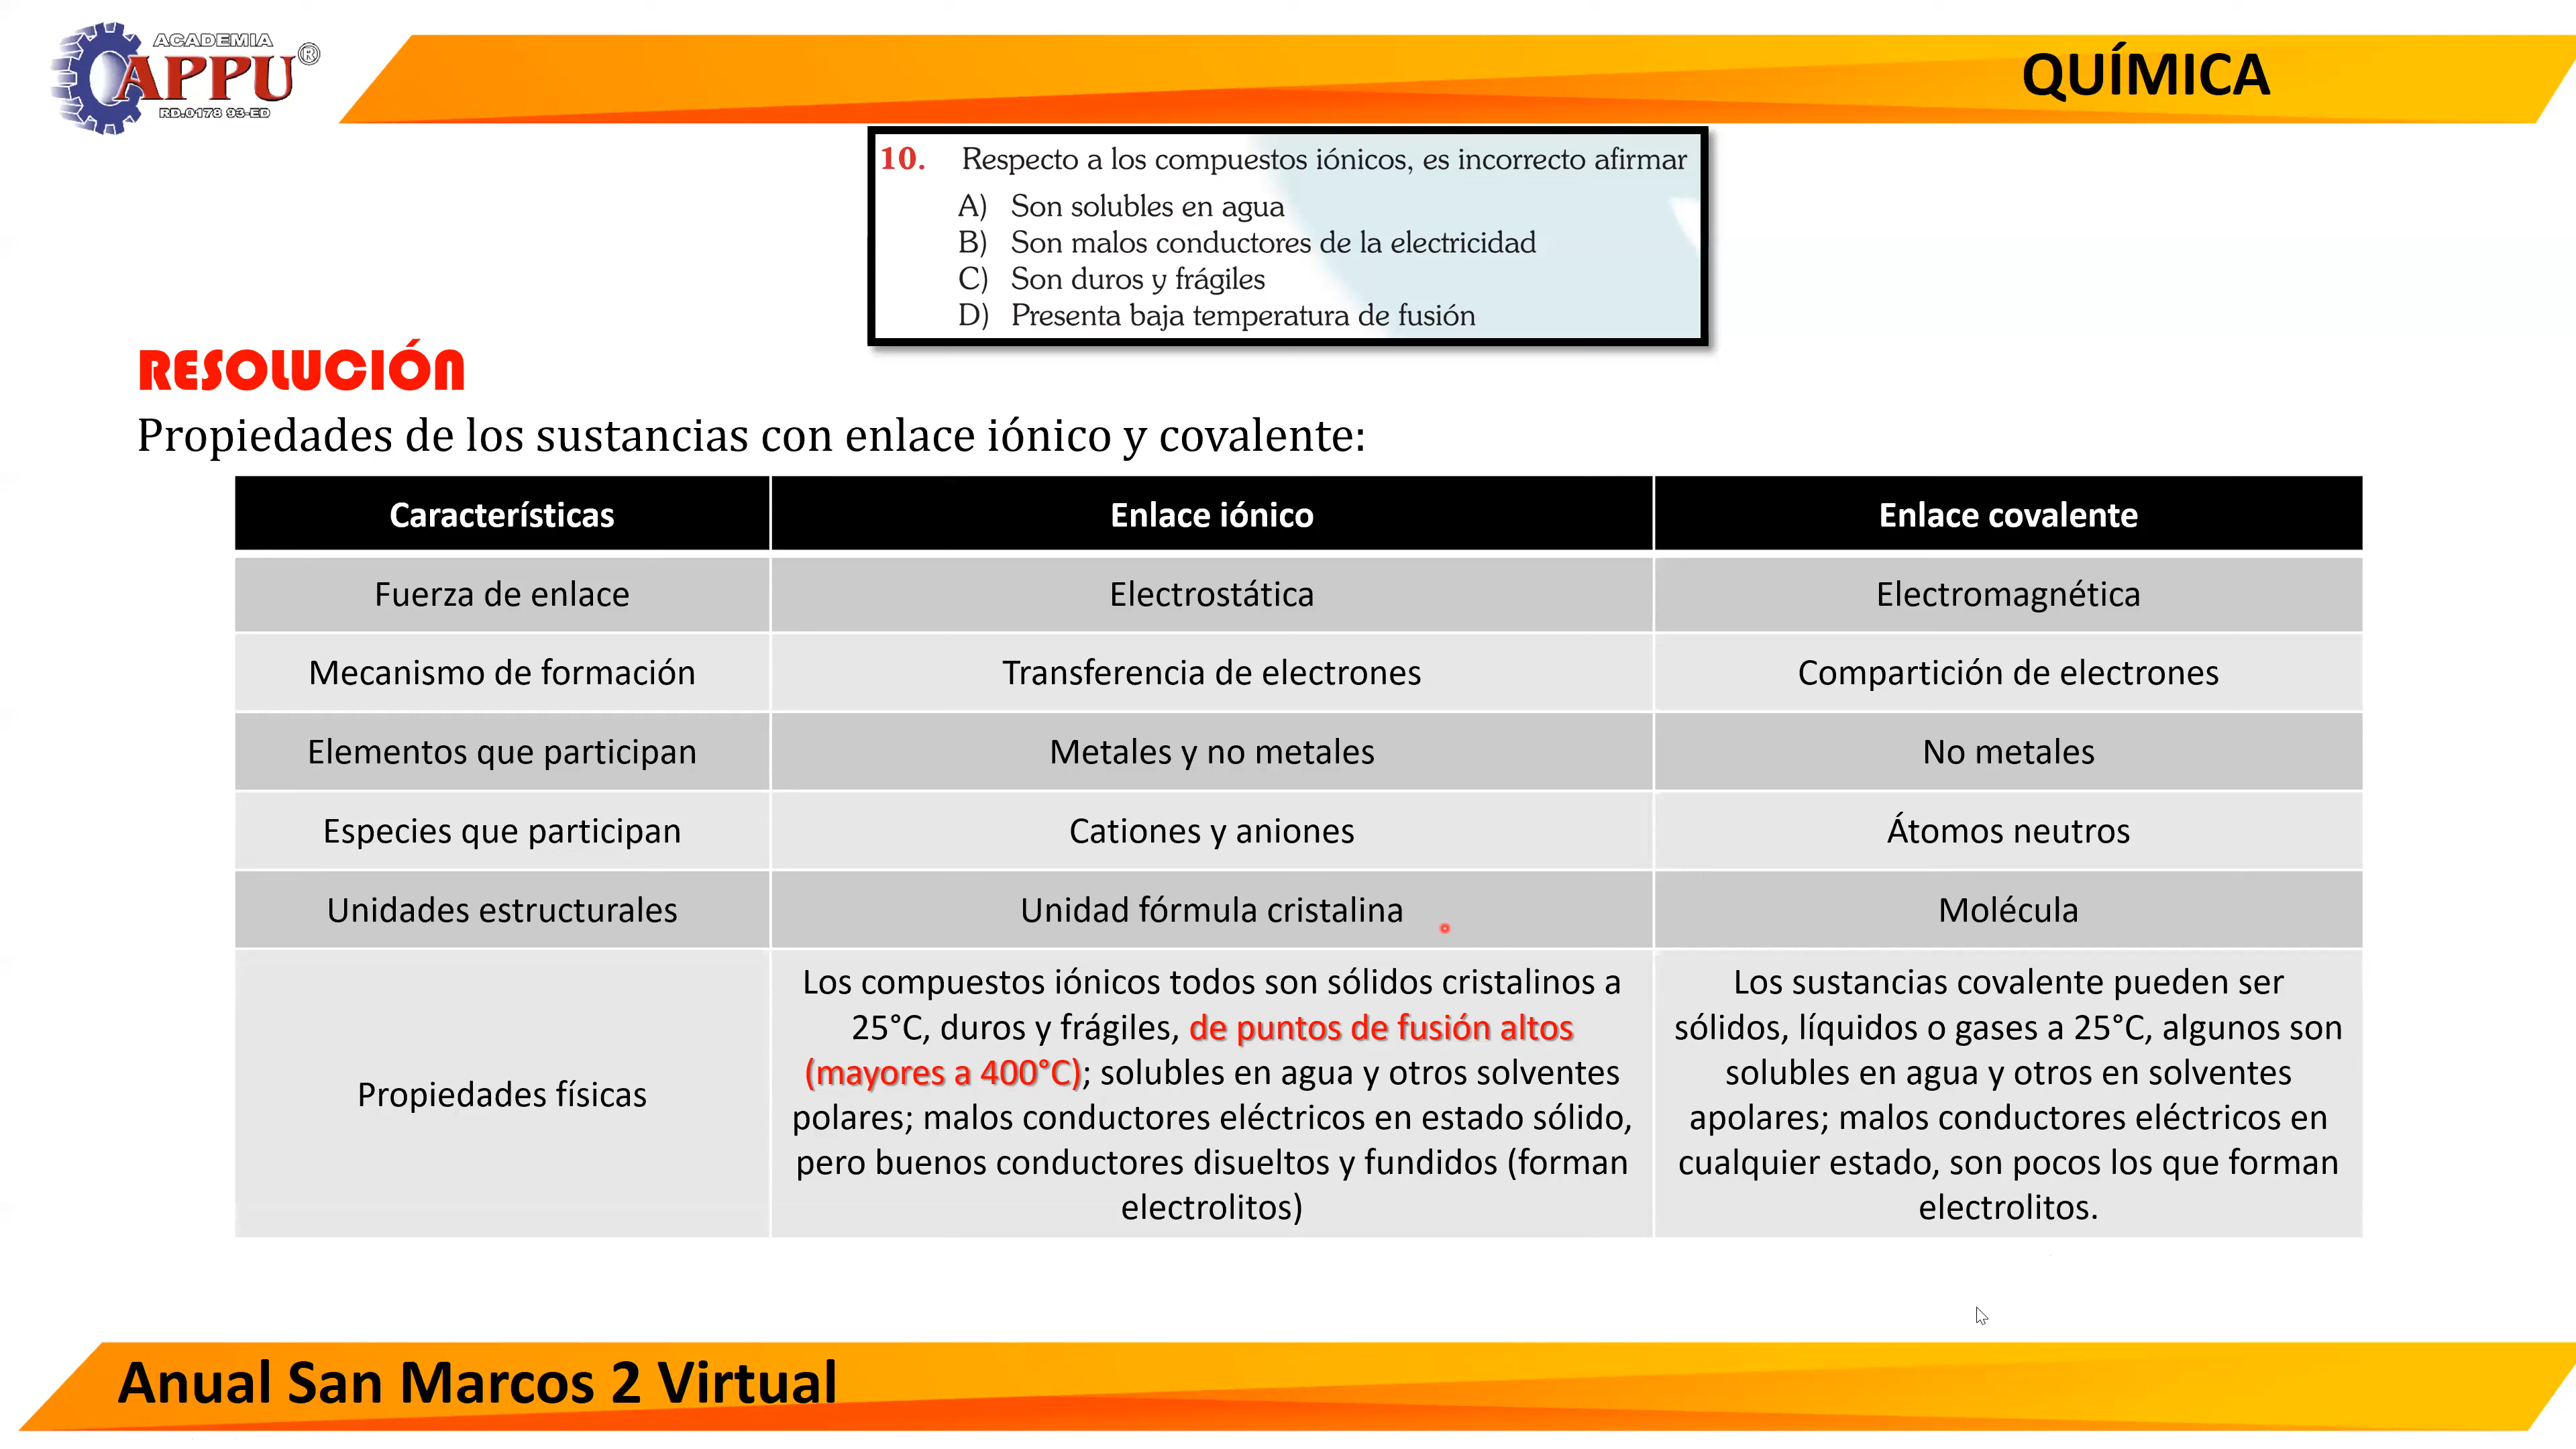 ACADEMIA
APPU®
RD.0178 93-ED
QUÍMICA
10. Respecto a los compuestos iónicos, es incorrecto afirmar
A) Son solubles en agua
B) Son malos conductores de la electricidad
C) Son duros y frágiles
D) Presenta baja temperatura de fusión
RESOLUCIÓN
Propiedades de los sustancias con enlace iónico y covalente:
Características
Enlace iónico
Enlace covalente
Fuerza de enlace
Electrostática
Electromagnética
Mecanismo de formación
Transferencia de electrones
Compartición de electrones
Elementos que participan
Metales y no metales
No metales
Especies que participan
Cationes y aniones
Átomos neutros
Unidades estructurales
Unidad fórmula cristalina
Molécula
Propiedades físicas
Los compuestos iónicos todos son sólidos cristalinos a
25°C, duros y frágiles, de puntos de fusión altos
(mayores a 400°C); solubles en agua y otros solventes
polares; malos conductores eléctricos en estado sólido,
pero buenos conductores disueltos y fundidos (forman
electrolitos)
Los sustancias covalente pueden ser
sólidos, líquidos o gases a 25°C, algunos son
solubles en agua y otros en solventes
apolares; malos conductores eléctricos en
cualquier estado, son pocos los que forman
electrolitos.
Anual San Marcos 2 Virtual